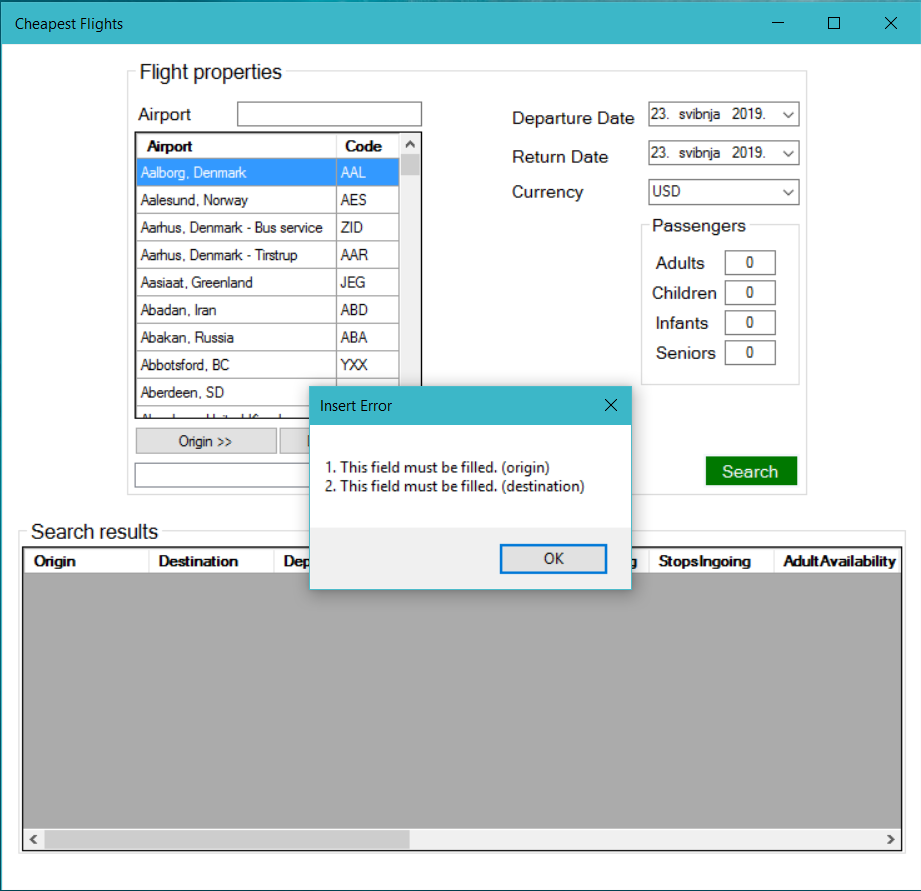 Cheapest Flights
Flight properties
Airport
Airport Code
Aalborg, Denmark AAL
Aalesund, Norway AES
Aarhus, Denmark - Bus service ZID
Aarhus, Denmark - Tirstrup AAR
Aasiaat, Greenland JEG
Abadan, Iran ABD
Abakan, Russia ABA
Abbotsford, BC YXX
Aberdeen, SD
Origin >>
Departure Date 23. svibnja 2019.
Return Date 23. svibnja 2019.
Currency USD
Passengers
Adults 0
Children 0
Infants 0
Seniors 0
Search
Insert Error
1. This field must be filled. (origin)
2. This field must be filled. (destination)
OK
Search results
Origin Destination Dep StopsIngoing AdultAvailability